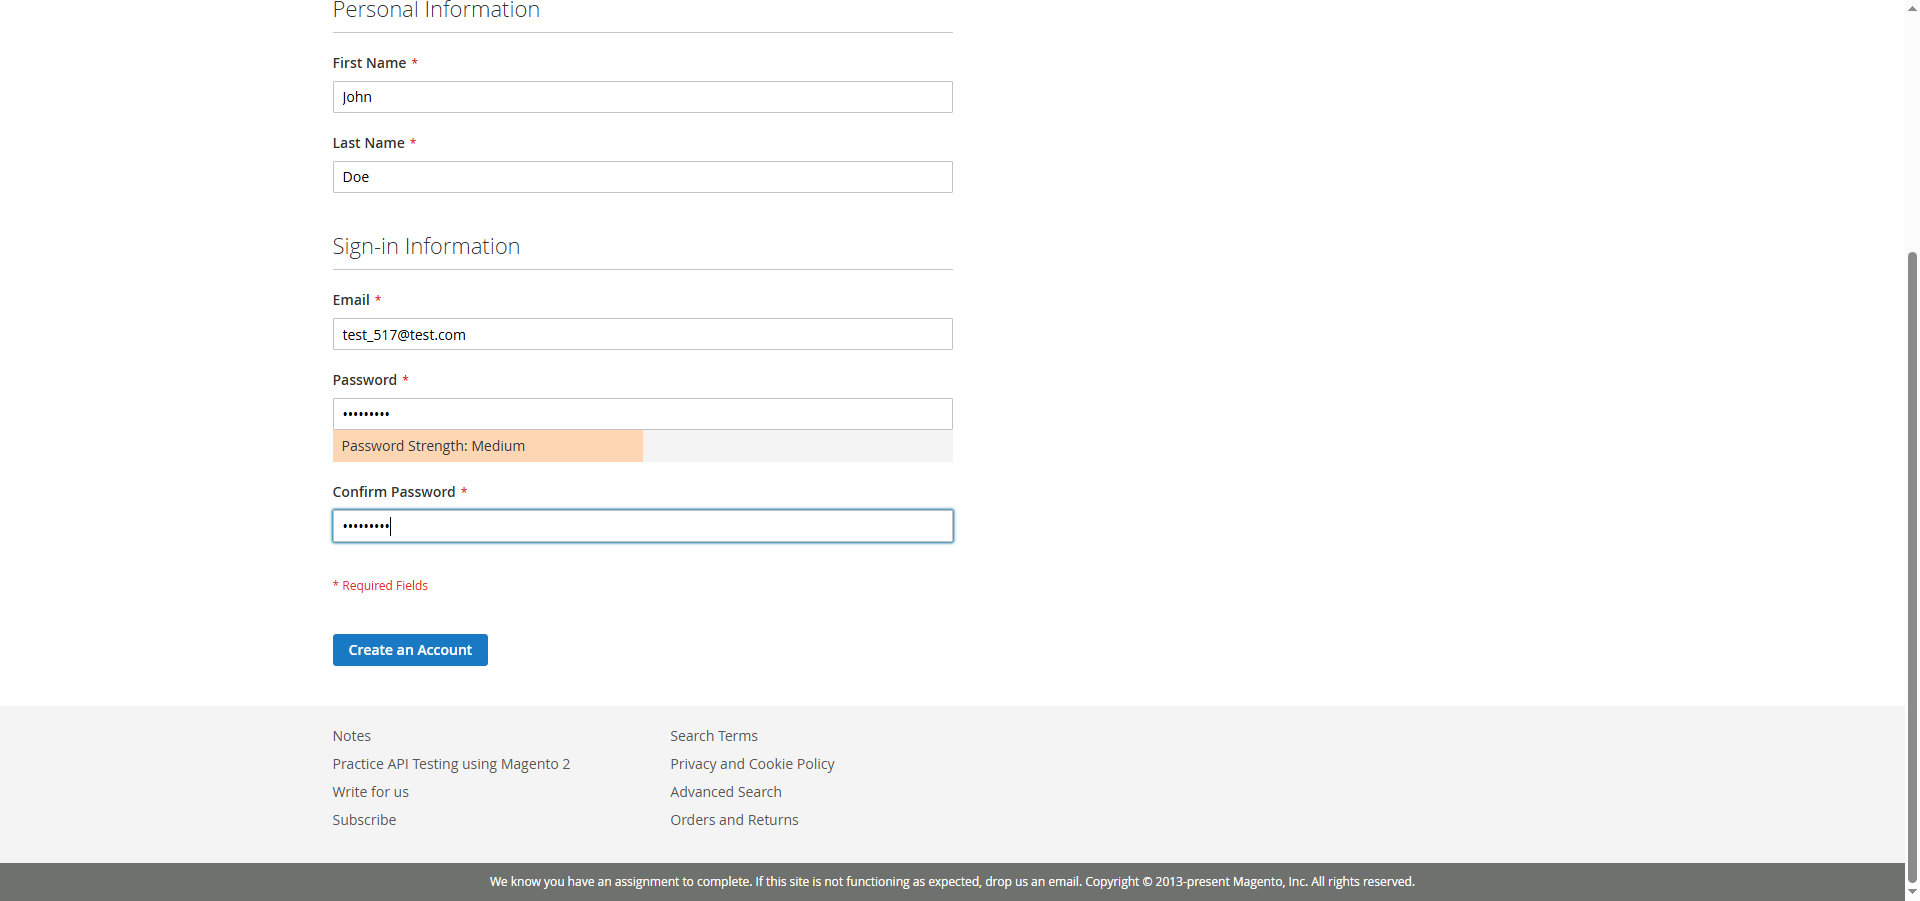 Personal Information
First Name *
John
Last Name *
Doe
Sign-in Information
Email *
test_517@test.com
Password *
•••••••••
Password Strength: Medium
Confirm Password *
•••••••••
* Required Fields
Create an Account
Notes
Practice API Testing using Magento 2
Write for us
Subscribe
Search Terms
Privacy and Cookie Policy
Advanced Search
Orders and Returns
We know you have an assignment to complete. If this site is not functioning as expected, drop us an email. Copyright © 2013-present Magento, Inc. All rights reserved.